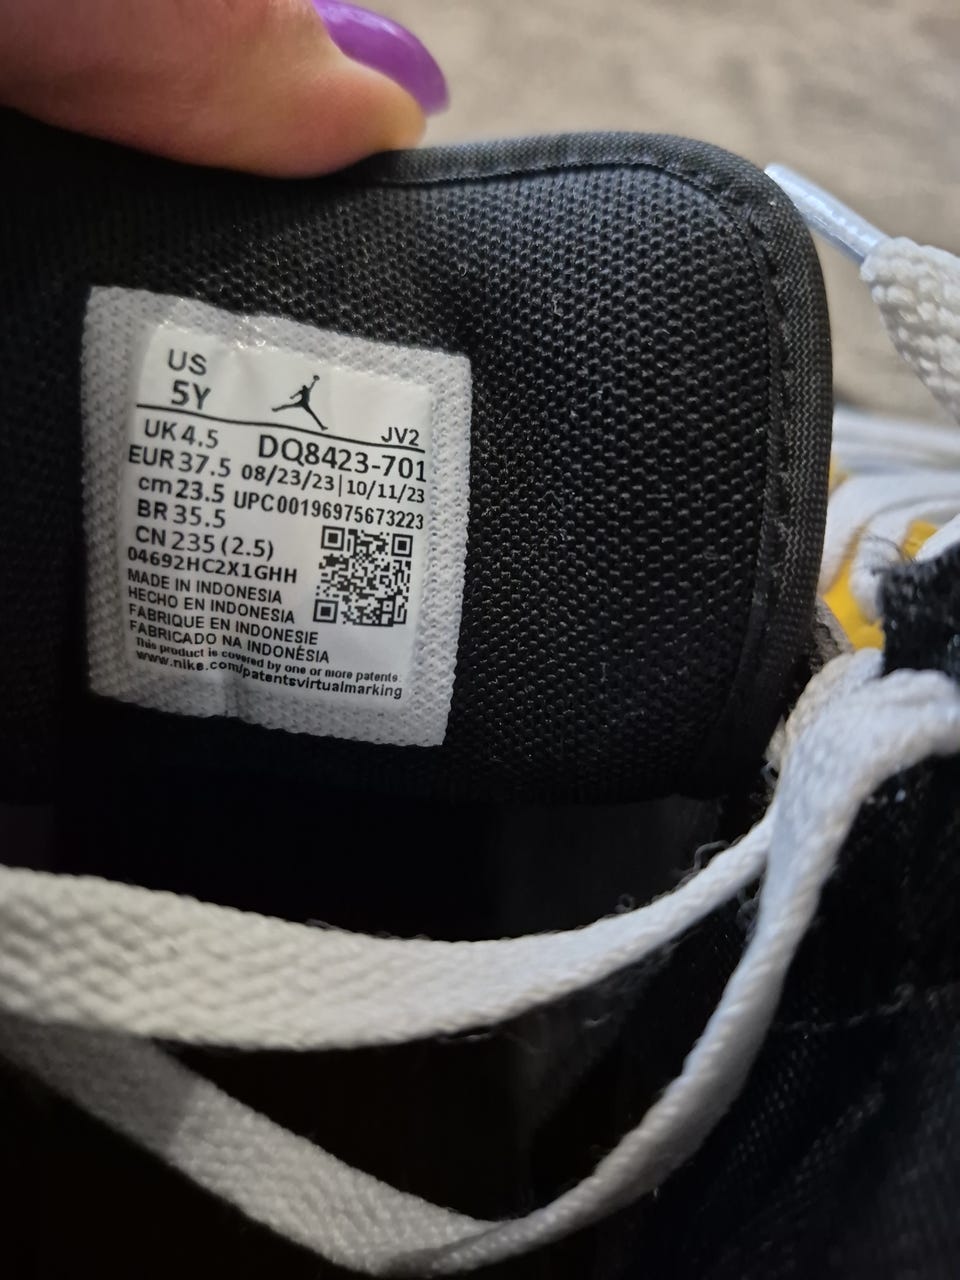 US
5Y
JV2
UK 4.5
DQ8423-701
EUR 37.5
08/23/23 | 10/11/23
cm 23.5
UPC00196975673223
BR 35.5
CN 235 (2.5)
04692HC2X1GHH
MADE IN INDONESIA
HECHO EN INDONESIA
FABRIQUE EN INDONESIE
FABRICADO NA INDONÉSIA
This product is covered by one or more patents.
www.nike.com/patentsvirtualmarking